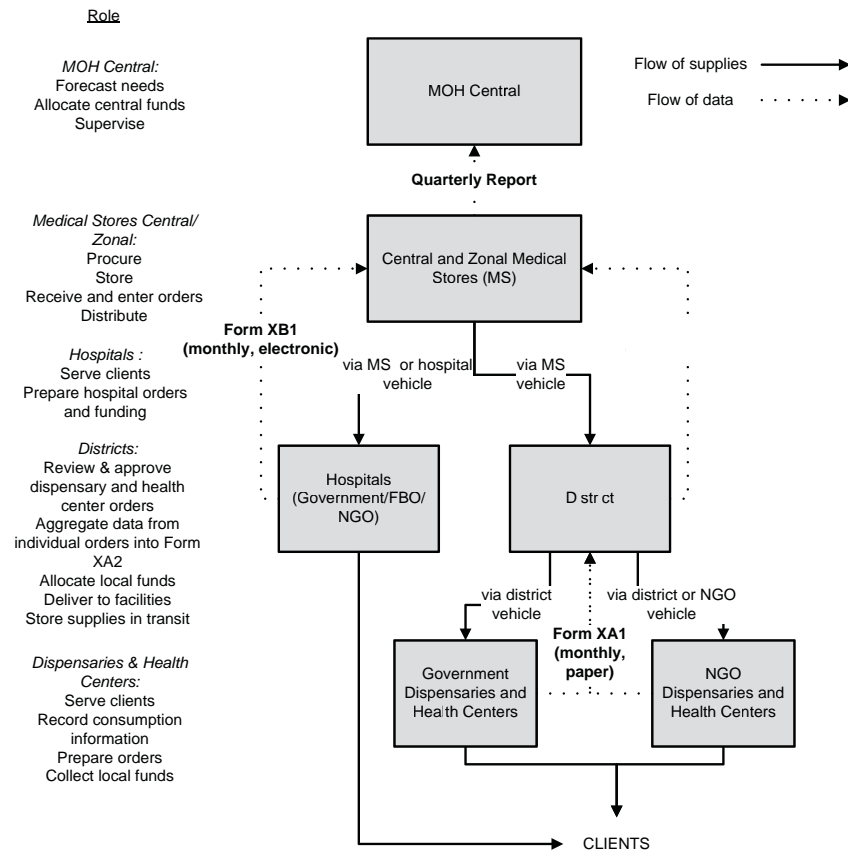 Role
MOH Central:
Forecast needs
Allocate central funds
Supervise
MOH Central
Flow of supplies
Flow of data
Quarterly Report
Medical Stores Central/
Zonal:
Procure
Store
Receive and enter orders
Distribute
Central and Zonal Medical
Stores (MS)
Form XB1
(monthly, electronic)
Hospitals :
Serve clients
Prepare hospital orders
and funding
via MS or hospital
vehicle
via MS
vehicle
Districts:
Review & approve
dispensary and health
center orders
Aggregate data from
individual orders into Form
XA2
Allocate local funds
Deliver to facilities
Store supplies in transit
Hospitals
(Government/FBO/
NGO)
D str ct
via district
vehicle
via district or NGO
vehicle
Form XA1
(monthly,
paper)
Dispensaries & Health
Centers:
Serve clients
Record consumption
information
Prepare orders
Collect local funds
Government
Dispensaries and
Health Centers
NGO
Dispensaries and
Health Centers
CLIENTS